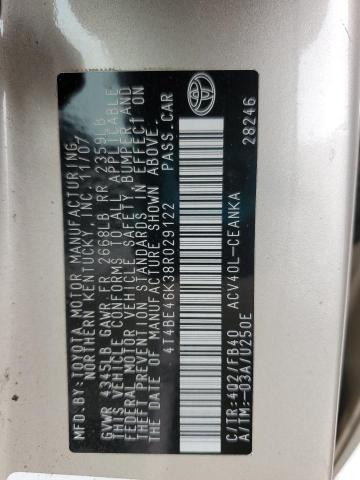 MFD.BY:TOYOTA MOTOR MANUFACTURING,
NORTHERN KENTUCKY, INC. 11/07
GVWR 4345LB GAWR FR 2668LB RR 2359LB
THIS VEHICLE CONFORMS TO ALL APPLICABLE
FEDERAL MOTOR VEHICLE SAFETY, BUMPER, AND
THEFT PREVENTION STANDARDS IN EFFECT ON
THE DATE OF MANUFACTURE SHOWN ABOVE.
4T4BE46K38R029122 PASS.CAR
C/TR:4Q2/FB40 ACV40L-CEANKA
A/TM:-03A/U250E 28246